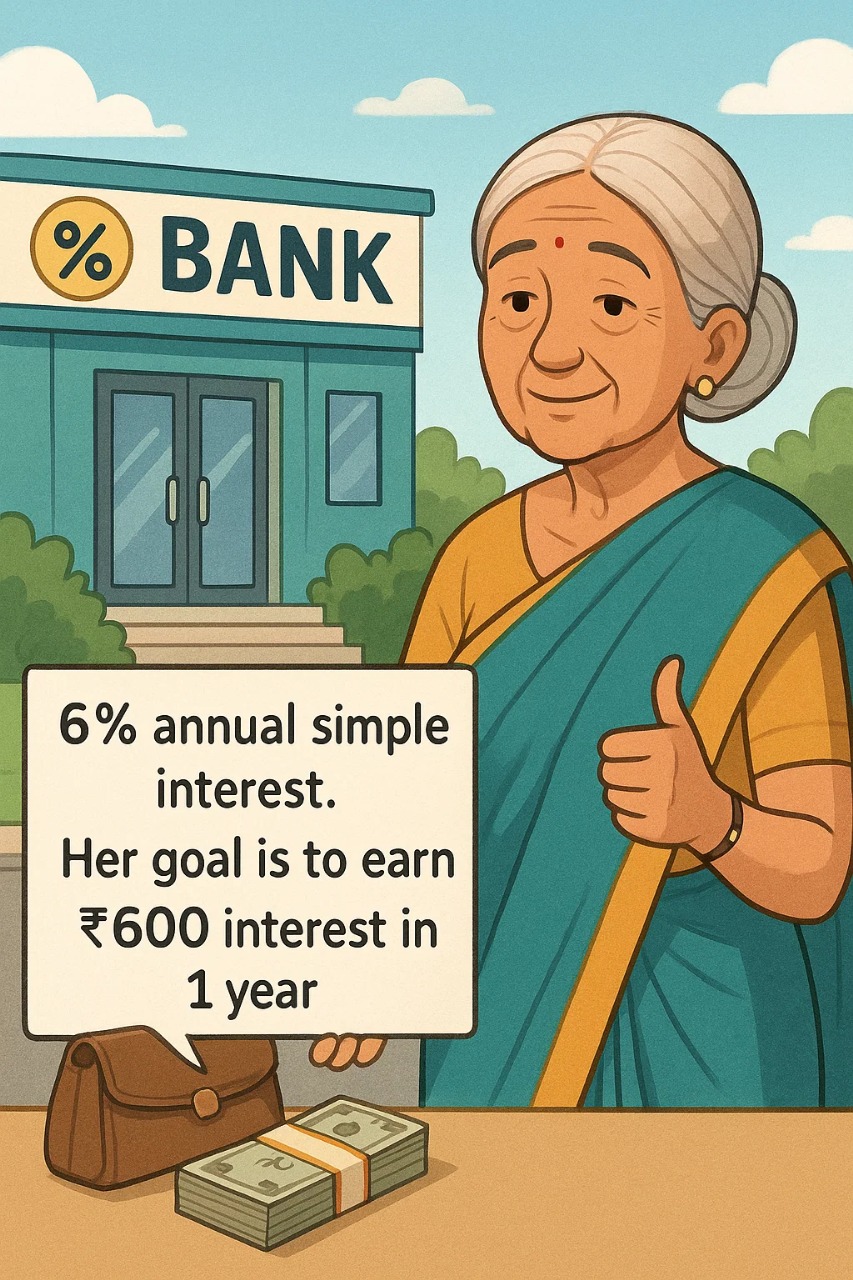 % BANK
6% annual simple
interest.
Her goal is to earn
₹600 interest in
1 year